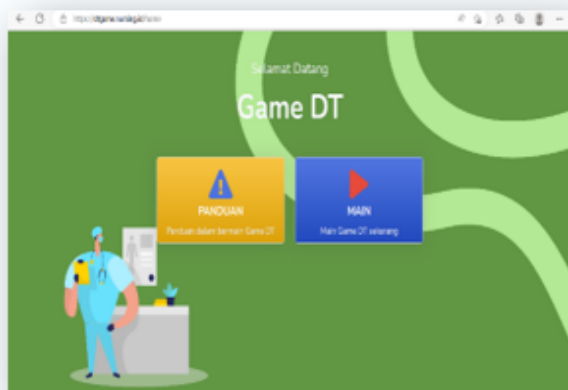 Selamat Datang
Game DT
PANDUAN
Panduan dalam bermain Game DT
MAIN
Main Game DT sekarang